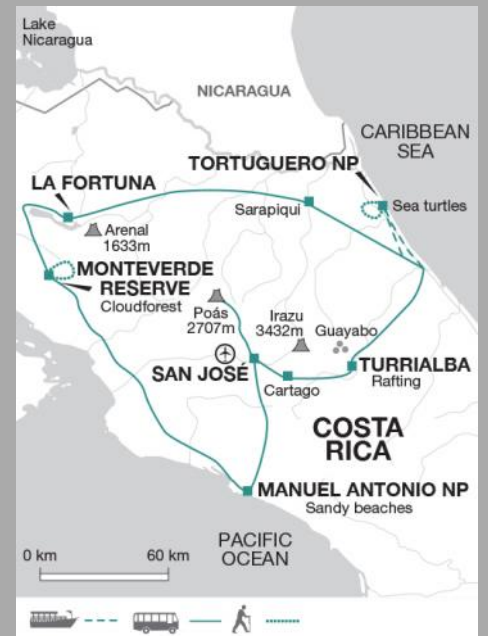 Lake
Nicaragua
NICARAGUA
CARIBBEAN
SEA
TORTUGUERO NP
LA FORTUNA
Sarapiqui
Sea turtles
Arenal
1633m
MONTEVERDE
RESERVE
Cloudforest
Poás
2707m
Irazu
3432m
Guayabo
SAN JOSÉ
TURRIALBA
Rafting
Cartago
COSTA
RICA
MANUEL ANTONIO NP
Sandy beaches
PACIFIC
OCEAN
0 km
60 km